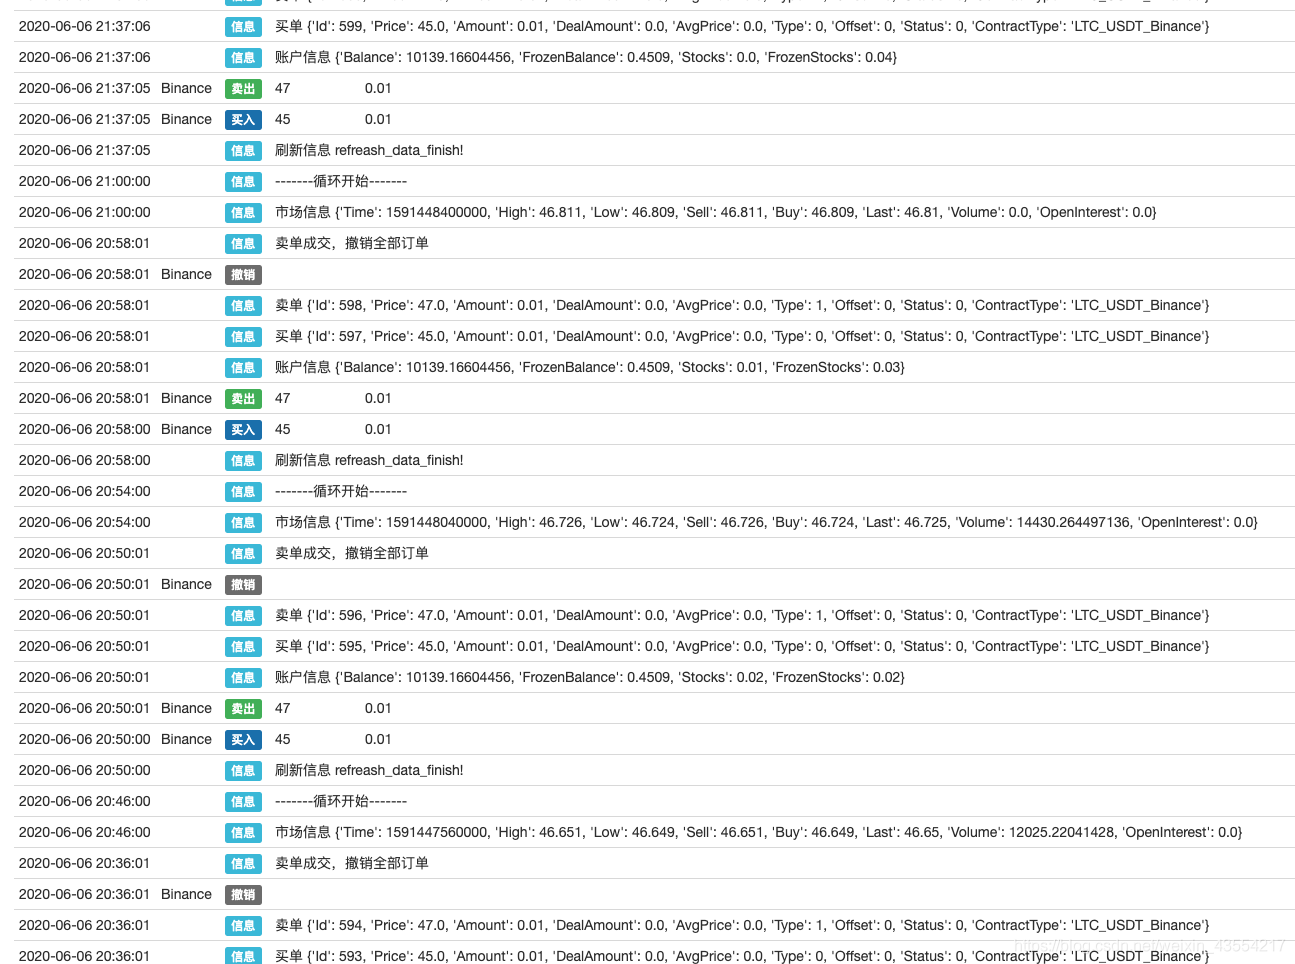 2020-06-06 21:37:06 信息 买单 {'Id': 599, 'Price': 45.0, 'Amount': 0.01, 'DealAmount': 0.0, 'AvgPrice': 0.0, 'Type': 0, 'Offset': 0, 'Status': 0, 'ContractType': 'LTC_USDT_Binance'}
2020-06-06 21:37:06 信息 账户信息 {'Balance': 10139.16604456, 'FrozenBalance': 0.4509, 'Stocks': 0.0, 'FrozenStocks': 0.04}
2020-06-06 21:37:05 Binance 卖出 47 0.01
2020-06-06 21:37:05 Binance 买入 45 0.01
2020-06-06 21:37:05 信息 刷新信息 refreash_data_finish!
2020-06-06 21:00:00 信息 -------循环开始-------
2020-06-06 21:00:00 信息 市场信息 {'Time': 1591448400000, 'High': 46.811, 'Low': 46.809, 'Sell': 46.811, 'Buy': 46.809, 'Last': 46.81, 'Volume': 0.0, 'OpenInterest': 0.0}
2020-06-06 20:58:01 信息 卖单成交，撤销全部订单
2020-06-06 20:58:01 Binance 撤销
2020-06-06 20:58:01 信息 卖单 {'Id': 598, 'Price': 47.0, 'Amount': 0.01, 'DealAmount': 0.0, 'AvgPrice': 0.0, 'Type': 1, 'Offset': 0, 'Status': 0, 'ContractType': 'LTC_USDT_Binance'}
2020-06-06 20:58:01 信息 买单 {'Id': 597, 'Price': 45.0, 'Amount': 0.01, 'DealAmount': 0.0, 'AvgPrice': 0.0, 'Type': 0, 'Offset': 0, 'Status': 0, 'ContractType': 'LTC_USDT_Binance'}
2020-06-06 20:58:01 信息 账户信息 {'Balance': 10139.16604456, 'FrozenBalance': 0.4509, 'Stocks': 0.01, 'FrozenStocks': 0.03}
2020-06-06 20:58:01 Binance 卖出 47 0.01
2020-06-06 20:58:00 Binance 买入 45 0.01
2020-06-06 20:58:00 信息 刷新信息 refreash_data_finish!
2020-06-06 20:54:00 信息 -------循环开始-------
2020-06-06 20:54:00 信息 市场信息 {'Time': 1591448040000, 'High': 46.726, 'Low': 46.724, 'Sell': 46.726, 'Buy': 46.724, 'Last': 46.725, 'Volume': 14430.264497136, 'OpenInterest': 0.0}
2020-06-06 20:50:01 信息 卖单成交，撤销全部订单
2020-06-06 20:50:01 Binance 撤销
2020-06-06 20:50:01 信息 卖单 {'Id': 596, 'Price': 47.0, 'Amount': 0.01, 'DealAmount': 0.0, 'AvgPrice': 0.0, 'Type': 1, 'Offset': 0, 'Status': 0, 'ContractType': 'LTC_USDT_Binance'}
2020-06-06 20:50:01 信息 买单 {'Id': 595, 'Price': 45.0, 'Amount': 0.01, 'DealAmount': 0.0, 'AvgPrice': 0.0, 'Type': 0, 'Offset': 0, 'Status': 0, 'ContractType': 'LTC_USDT_Binance'}
2020-06-06 20:50:01 信息 账户信息 {'Balance': 10139.16604456, 'FrozenBalance': 0.4509, 'Stocks': 0.02, 'FrozenStocks': 0.02}
2020-06-06 20:50:01 Binance 卖出 47 0.01
2020-06-06 20:50:00 Binance 买入 45 0.01
2020-06-06 20:50:00 信息 刷新信息 refreash_data_finish!
2020-06-06 20:46:00 信息 -------循环开始-------
2020-06-06 20:46:00 信息 市场信息 {'Time': 1591447560000, 'High': 46.651, 'Low': 46.649, 'Sell': 46.651, 'Buy': 46.649, 'Last': 46.65, 'Volume': 12025.22041428, 'OpenInterest': 0.0}
2020-06-06 20:36:01 信息 卖单成交，撤销全部订单
2020-06-06 20:36:01 Binance 撤销
2020-06-06 20:36:01 信息 卖单 {'Id': 594, 'Price': 47.0, 'Amount': 0.01, 'DealAmount': 0.0, 'AvgPrice': 0.0, 'Type': 1, 'Offset': 0, 'Status': 0, 'ContractType': 'LTC_USDT_Binance'}
2020-06-06 20:36:01 信息 买单 {'Id': 593, 'Price': 45.0, 'Amount': 0.01, 'DealAmount': 0.0, 'AvgPrice': 0.0, 'Type': 0, 'Offset': 0, 'Status': 0, 'ContractType': 'LTC_USDT_Binance'}
https://blog.csdn.net/weixin_43554217